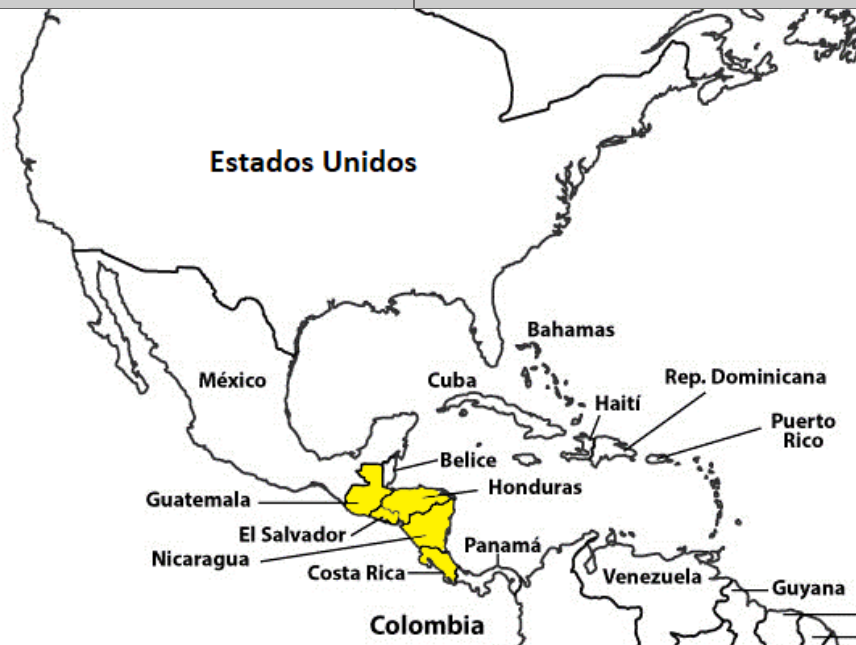 Estados Unidos
Bahamas
México
Cuba
Rep. Dominicana
Haití
Puerto
Rico
Belice
Honduras
Guatemala
El Salvador
Nicaragua
Panamá
Costa Rica
Venezuela
Guyana
Colombia